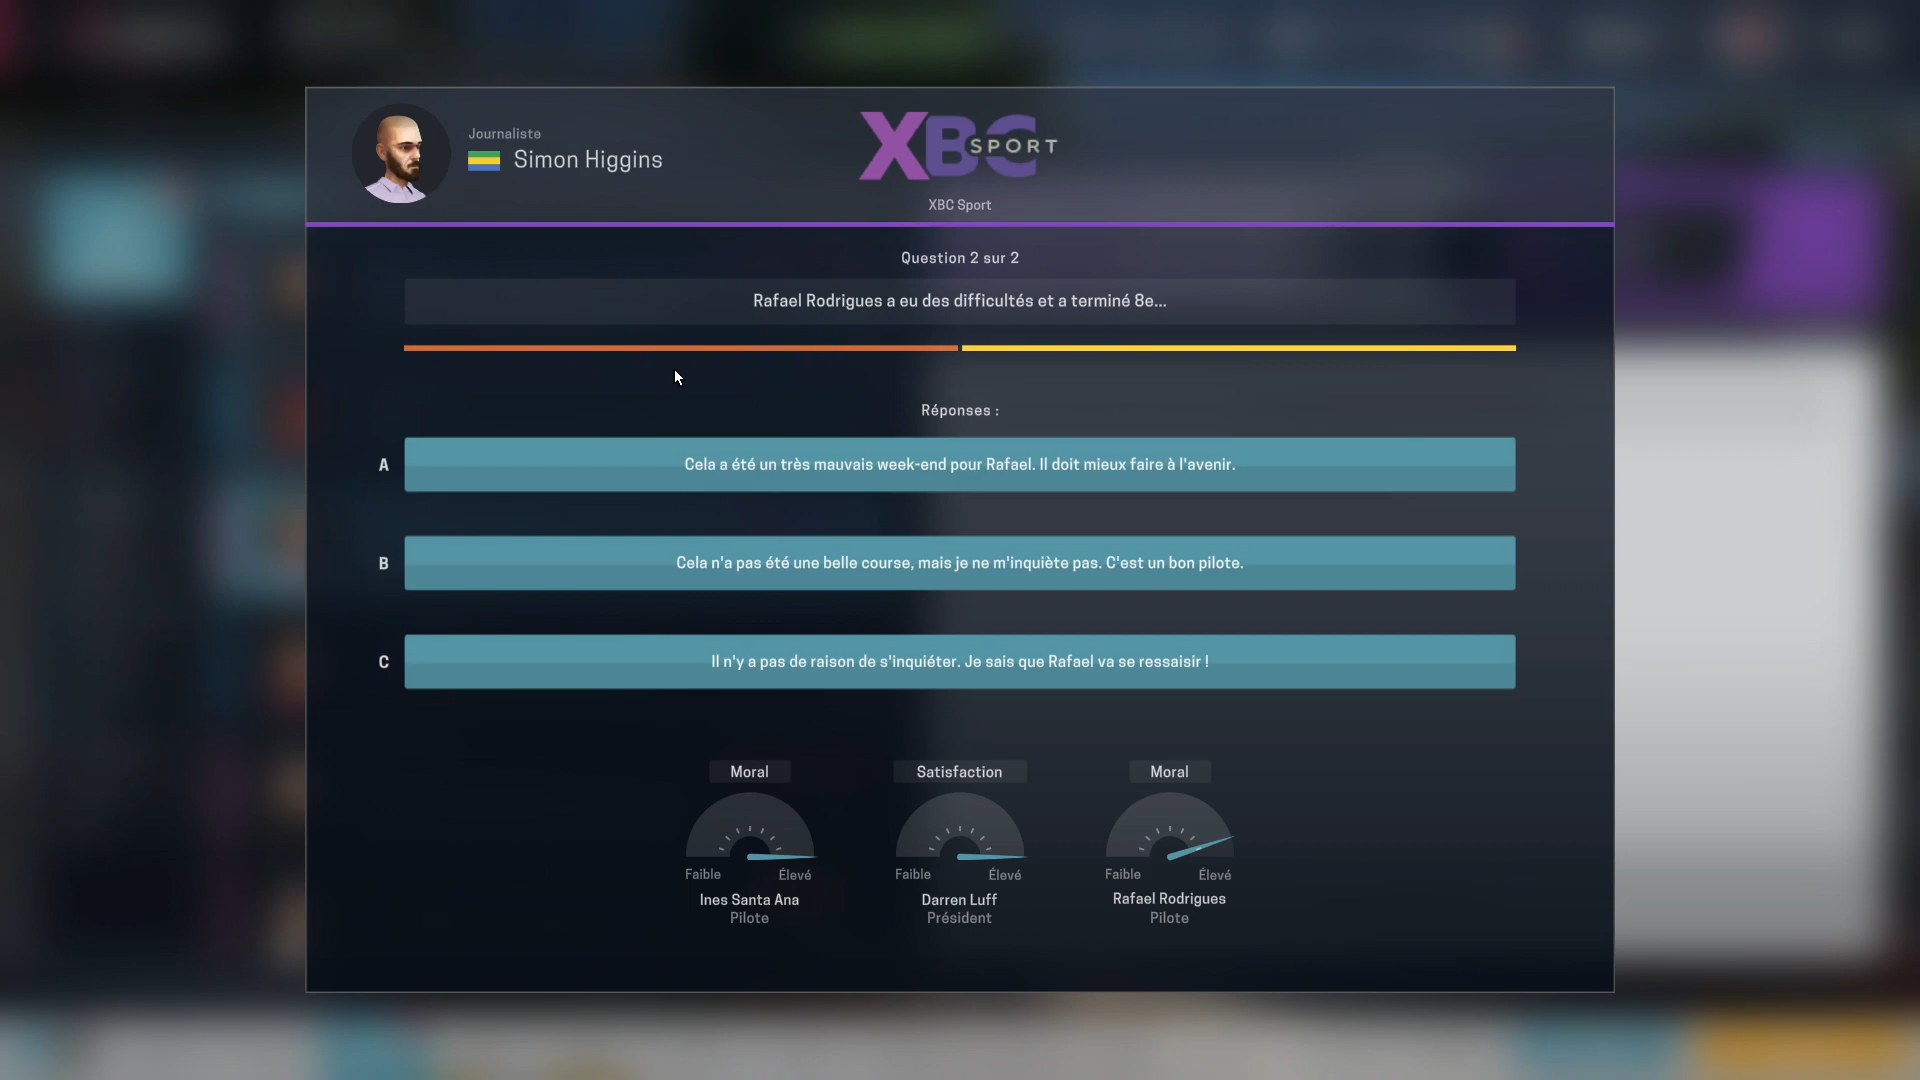 Journaliste
Simon Higgins
XBC SPORT
XBC Sport
Question 2 sur 2
Rafael Rodrigues a eu des difficultés et a terminé 8e...
Réponses :
A
Cela a été un très mauvais week-end pour Rafael. Il doit mieux faire à l'avenir.
B
Cela n'a pas été une belle course, mais je ne m'inquiète pas. C'est un bon pilote.
C
Il n'y a pas de raison de s'inquiéter. Je sais que Rafael va se ressaisir !
Moral
Faible Élevé
Ines Santa Ana
Pilote
Satisfaction
Faible Élevé
Darren Luff
Président
Moral
Faible Élevé
Rafael Rodrigues
Pilote